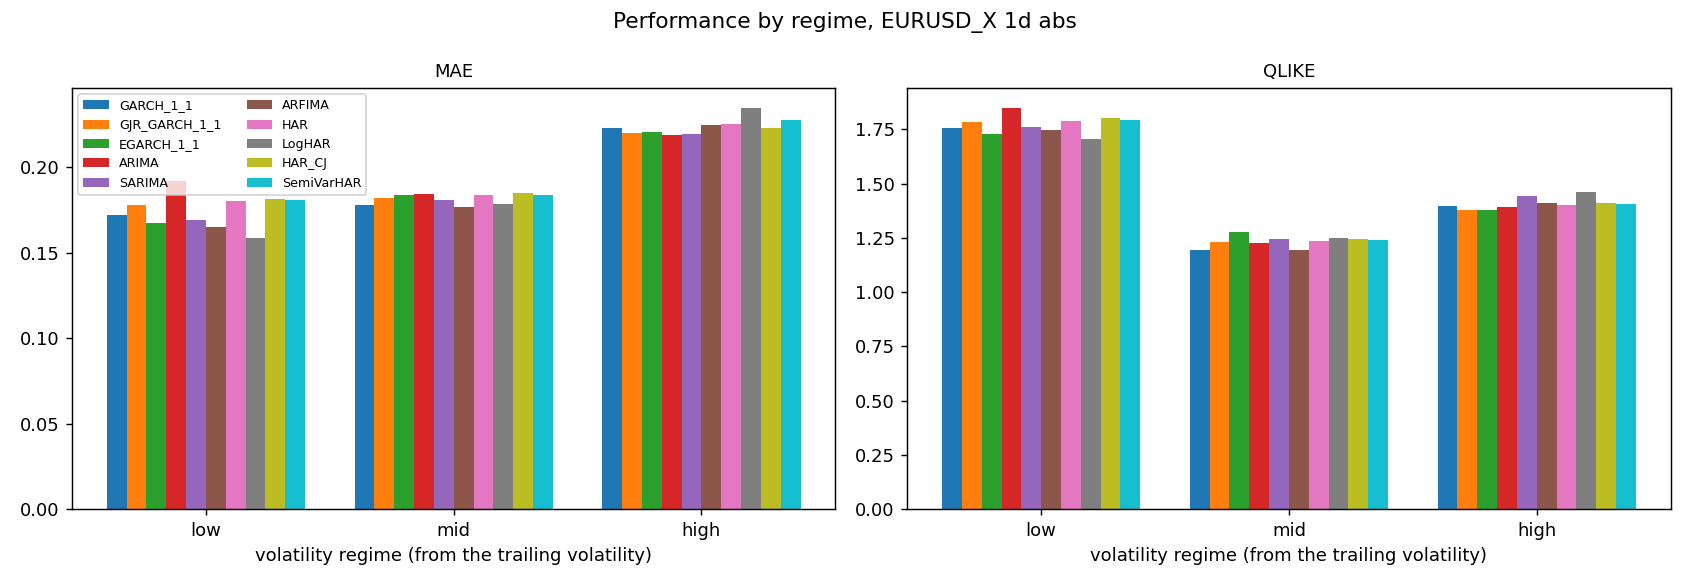 Performance by regime, EURUSD_X 1d abs
MAE
GARCH_1_1
GJR_GARCH_1_1
EGARCH_1_1
ARIMA
SARIMA
ARFIMA
HAR
LogHAR
HAR_CJ
SemiVarHAR
0.20
0.15
0.10
0.05
0.00
low mid high
volatility regime (from the trailing volatility)
QLIKE
1.75
1.50
1.25
1.00
0.75
0.50
0.25
0.00
low mid high
volatility regime (from the trailing volatility)